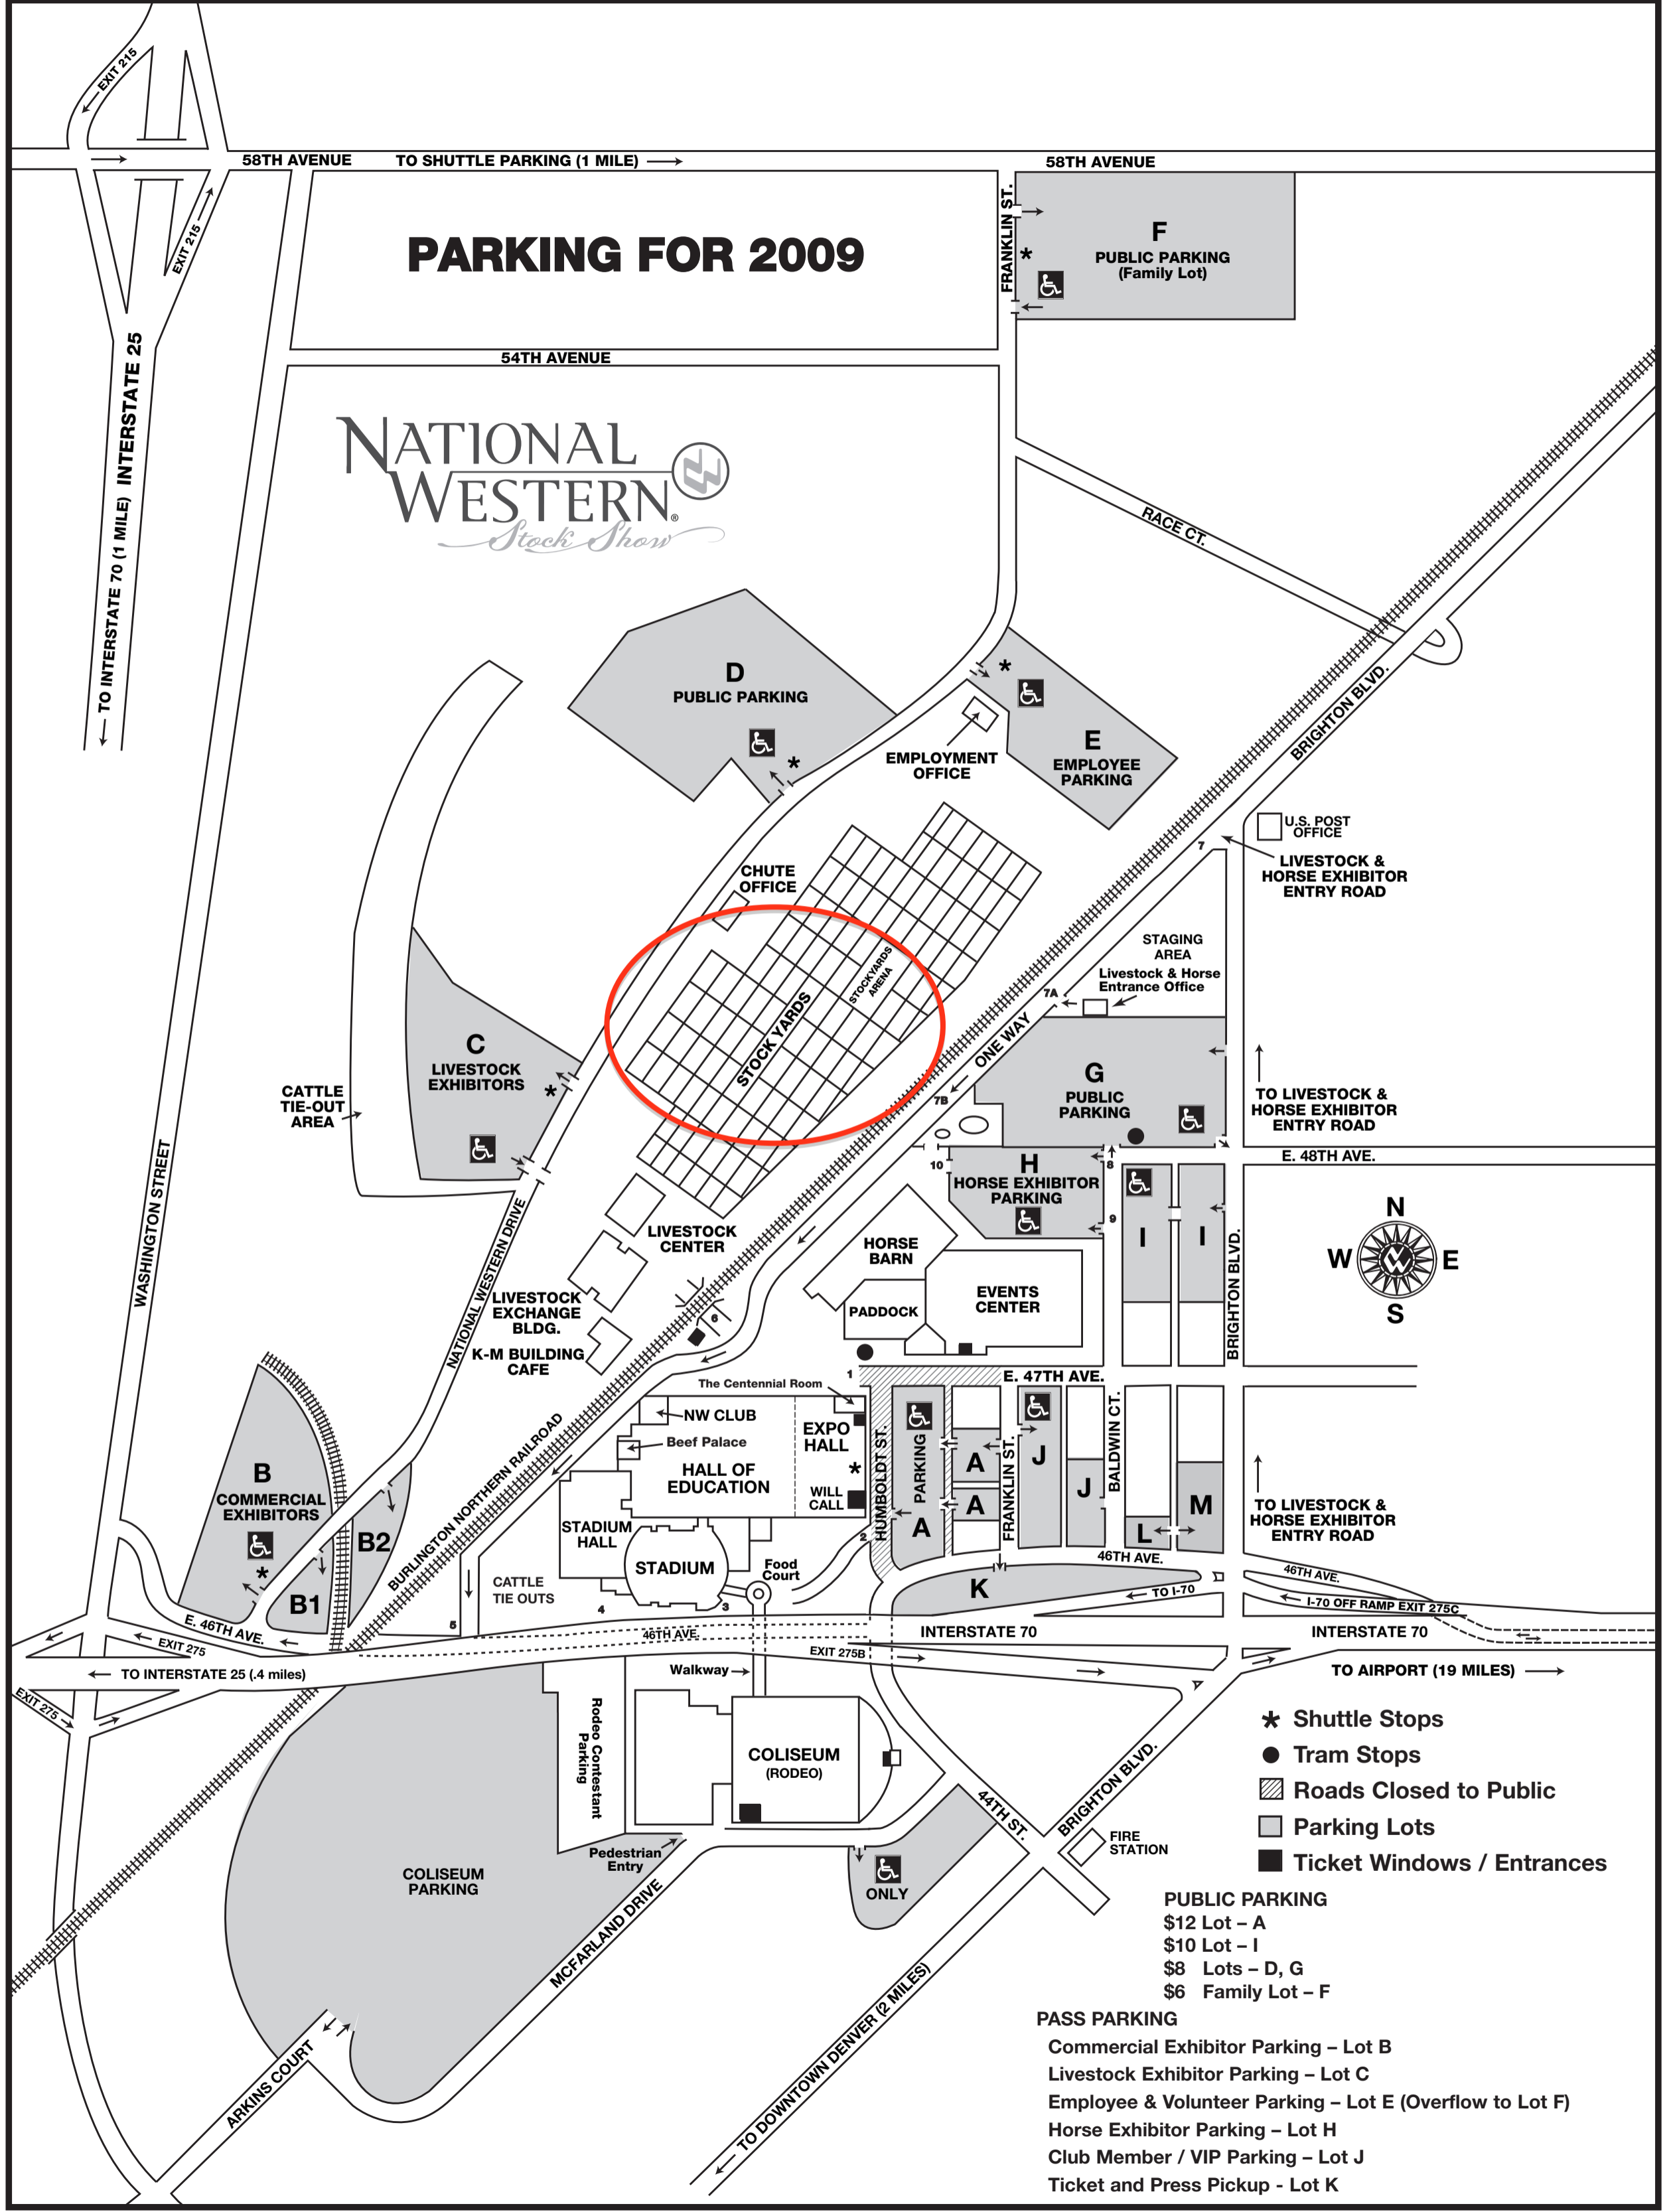 EXIT 215
58TH AVENUE
TO SHUTTLE PARKING (1 MILE)
58TH AVENUE
EXIT 215
PARKING FOR 2009
FRANKLIN ST.
F
PUBLIC PARKING
(Family Lot)
TO INTERSTATE 70 (1 MILE) INTERSTATE 25
54TH AVENUE
NATIONAL
WESTERN®
Stock Show
RACE CT.
D
PUBLIC PARKING
E
EMPLOYEE
PARKING
EMPLOYMENT
OFFICE
BRIGHTON BLVD.
U.S. POST
OFFICE
7
LIVESTOCK &
HORSE EXHIBITOR
ENTRY ROAD
CHUTE
OFFICE
STAGING
AREA
Livestock & Horse
Entrance Office
7A
STOCKYARDS
ARENA
STOCK YARDS
ONE WAY
7B
C
LIVESTOCK
EXHIBITORS
CATTLE
TIE-OUT
AREA
G
PUBLIC
PARKING
TO LIVESTOCK &
HORSE EXHIBITOR
ENTRY ROAD
E. 48TH AVE.
WASHINGTON STREET
NATIONAL WESTERN DRIVE
10
8
H
HORSE EXHIBITOR
PARKING
9
I
I
BRIGHTON BLVD.
N
W
E
S
LIVESTOCK
CENTER
HORSE
BARN
EVENTS
CENTER
PADDOCK
LIVESTOCK
EXCHANGE
BLDG.
6
K-M BUILDING
CAFE
1
E. 47TH AVE.
The Centennial Room
NW CLUB
Beef Palace
EXPO
HALL
HALL OF
EDUCATION
WILL
CALL
HUMBOLDT ST.
PARKING
A
A
A
FRANKLIN ST.
J
J
BALDWIN CT.
L
M
TO LIVESTOCK &
HORSE EXHIBITOR
ENTRY ROAD
BURLINGTON NORTHERN RAILROAD
B
COMMERCIAL
EXHIBITORS
B2
B1
STADIUM
HALL
STADIUM
2
Food
Court
CATTLE
TIE OUTS
4
3
5
46TH AVE.
46TH AVE.
K
TO I-70
I-70 OFF RAMP EXIT 275C
E. 46TH AVE.
EXIT 275
46TH AVE.
INTERSTATE 70
INTERSTATE 70
EXIT 275B
TO INTERSTATE 25 (.4 miles)
EXIT 275
Walkway
TO AIRPORT (19 MILES)
Rodeo Contestant
Parking
COLISEUM
(RODEO)
44TH ST.
BRIGHTON BLVD.
FIRE
STATION
Pedestrian
Entry
COLISEUM
PARKING
ONLY
MCFARLAND DRIVE
ARKINS COURT
TO DOWNTOWN DENVER (2 MILES)
* Shuttle Stops
Tram Stops
Roads Closed to Public
Parking Lots
Ticket Windows / Entrances
PUBLIC PARKING
$12 Lot – A
$10 Lot – I
$8 Lots – D, G
$6 Family Lot – F
PASS PARKING
Commercial Exhibitor Parking – Lot B
Livestock Exhibitor Parking – Lot C
Employee & Volunteer Parking – Lot E (Overflow to Lot F)
Horse Exhibitor Parking – Lot H
Club Member / VIP Parking – Lot J
Ticket and Press Pickup - Lot K